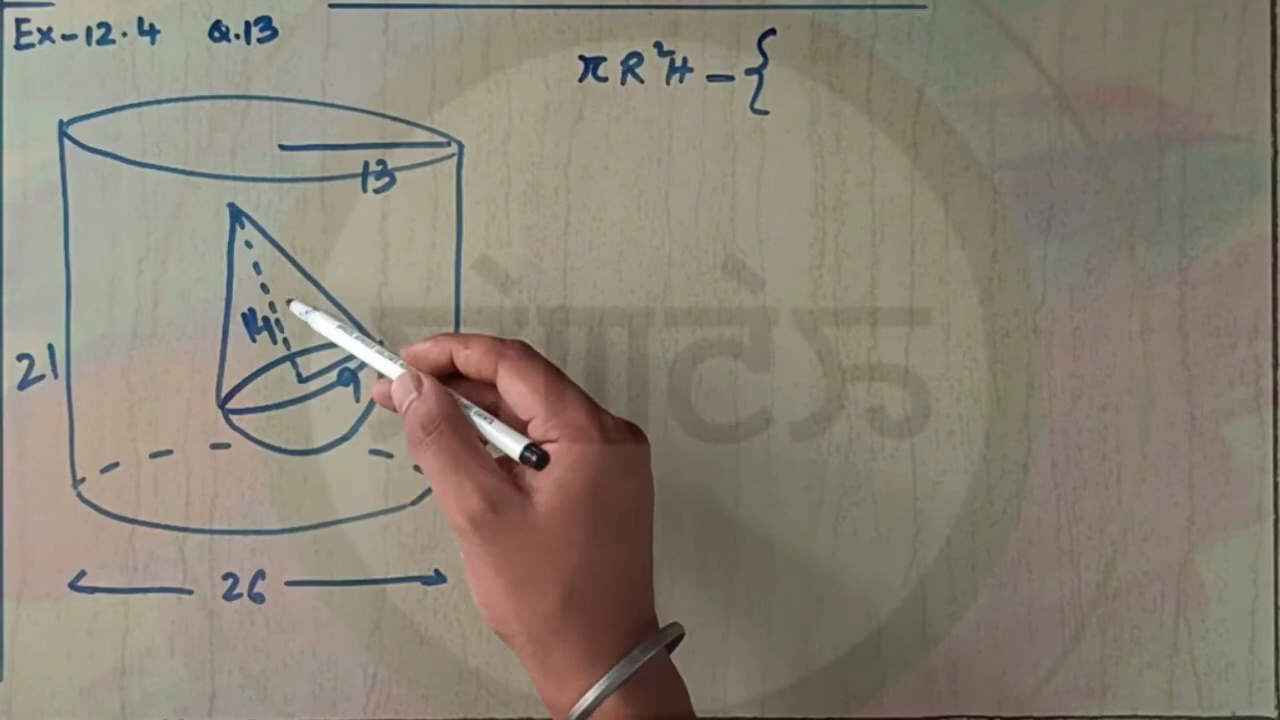 Ex-12.4 Q.13
πR²H - {
13
14
9
21
26